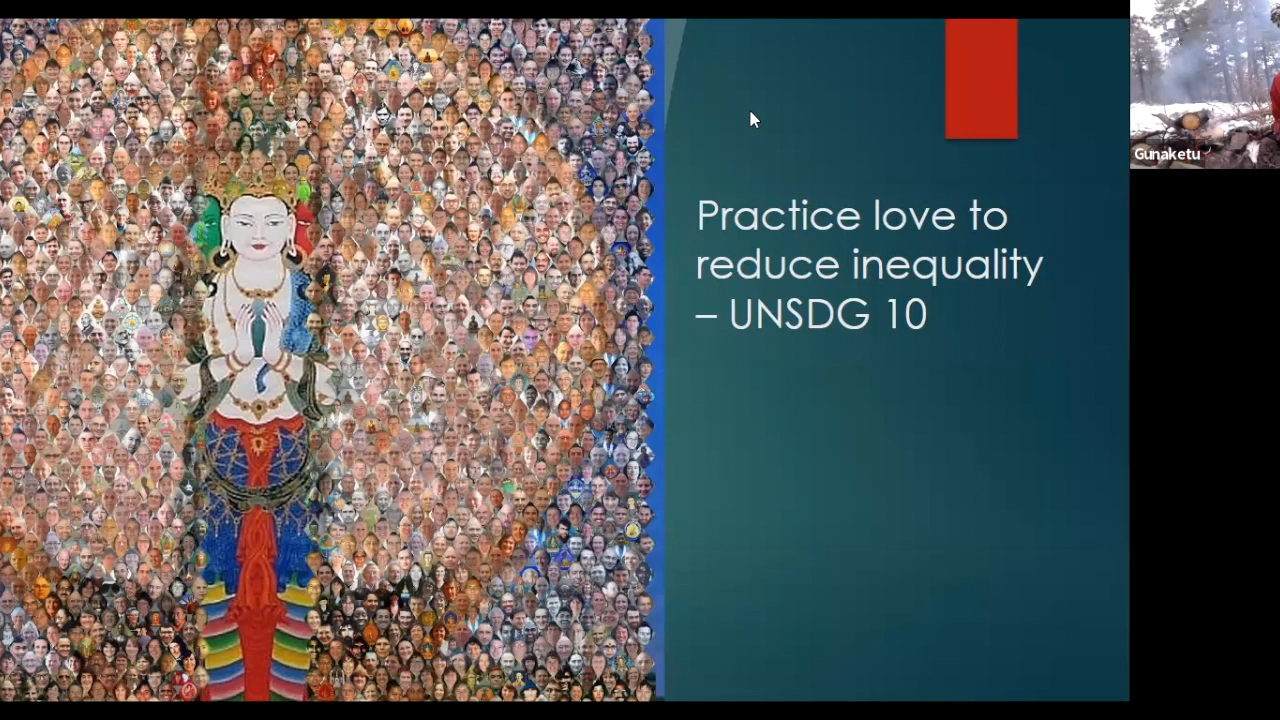 Practice love to
reduce inequality
– UNSDG 10
Gunaketu